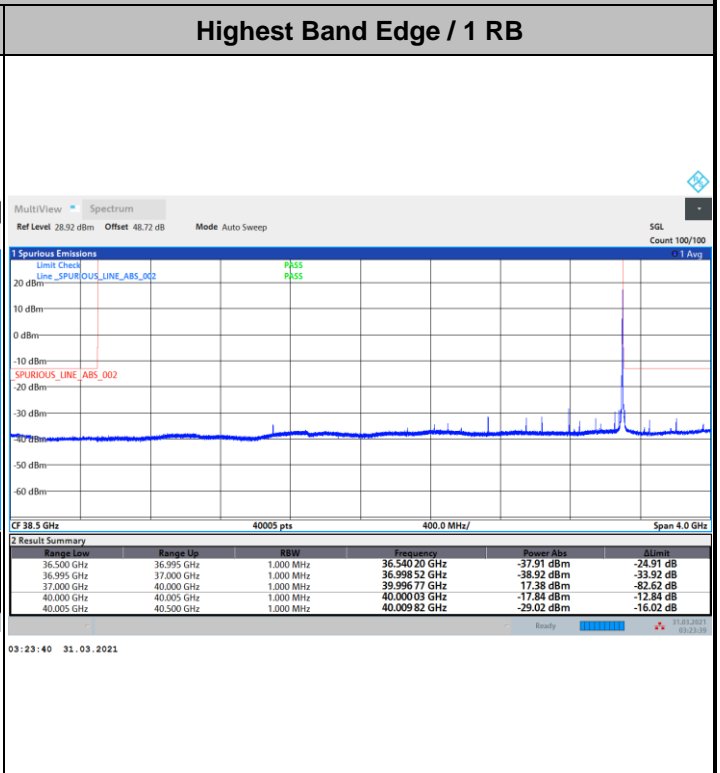 Highest Band Edge / 1 RB
MultiView Spectrum
Ref Level 28.92 dBm Offset 48.72 dB Mode Auto Sweep SGL
Count 100/100
1 Spurious Emissions 1 Avg
Limit Check PASS
Line _SPURIOUS_LINE_ABS_002 PASS
20 dBm
10 dBm
0 dBm
-10 dBm
_SPURIOUS_LINE_ABS_002
-20 dBm
-30 dBm
-40 dBm
-50 dBm
-60 dBm
CF 38.5 GHz 40005 pts 400.0 MHz/ Span 4.0 GHz
2 Result Summary
Range Low Range Up RBW Frequency Power Abs ΔLimit
36.500 GHz 36.995 GHz 1.000 MHz 36.540 20 GHz -37.91 dBm -24.91 dB
36.995 GHz 37.000 GHz 1.000 MHz 36.998 52 GHz -38.92 dBm -33.92 dB
37.000 GHz 40.000 GHz 1.000 MHz 39.996 77 GHz 17.38 dBm -82.62 dB
40.000 GHz 40.005 GHz 1.000 MHz 40.000 03 GHz -17.84 dBm -12.84 dB
40.005 GHz 40.500 GHz 1.000 MHz 40.009 82 GHz -29.02 dBm -16.02 dB
Ready 31.03.2021
03:23:39
03:23:40 31.03.2021